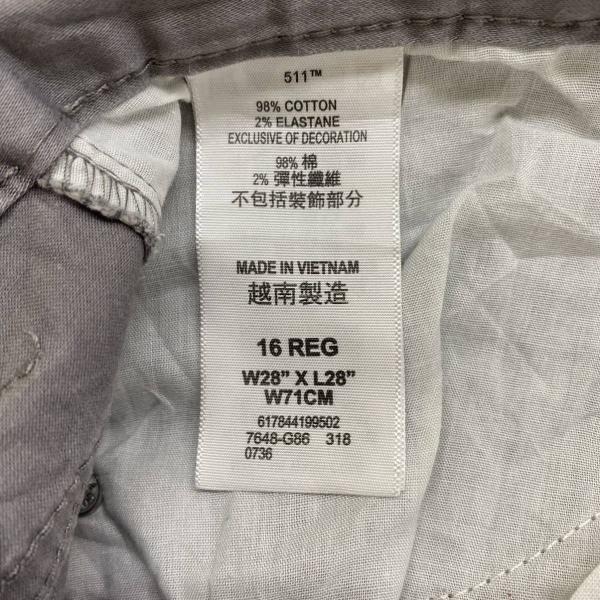 511™
98% COTTON
2% ELASTANE
EXCLUSIVE OF DECORATION
98% 棉
2% 彈性纖維
不包括裝飾部分
MADE IN VIETNAM
越南製造
16 REG
W28” X L28”
W71CM
617844199502
7648-G86 318
0736